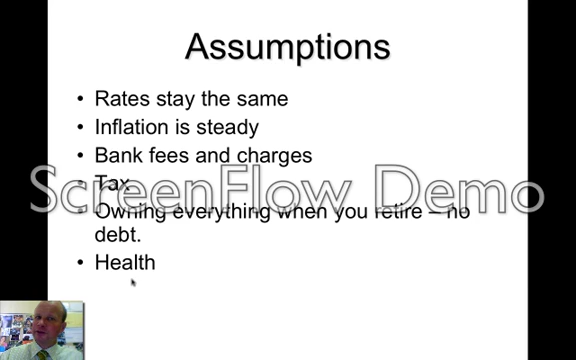 Assumptions
• Rates stay the same
• Inflation is steady
• Bank fees and charges
• Tax
ScreenFlow Demo
• Owning everything when you retire – no
debt.
• Health